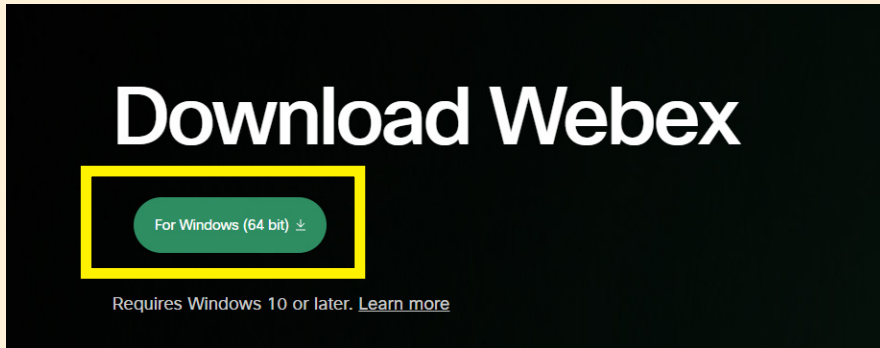 Download Webex
For Windows (64 bit)
Requires Windows 10 or later. Learn more